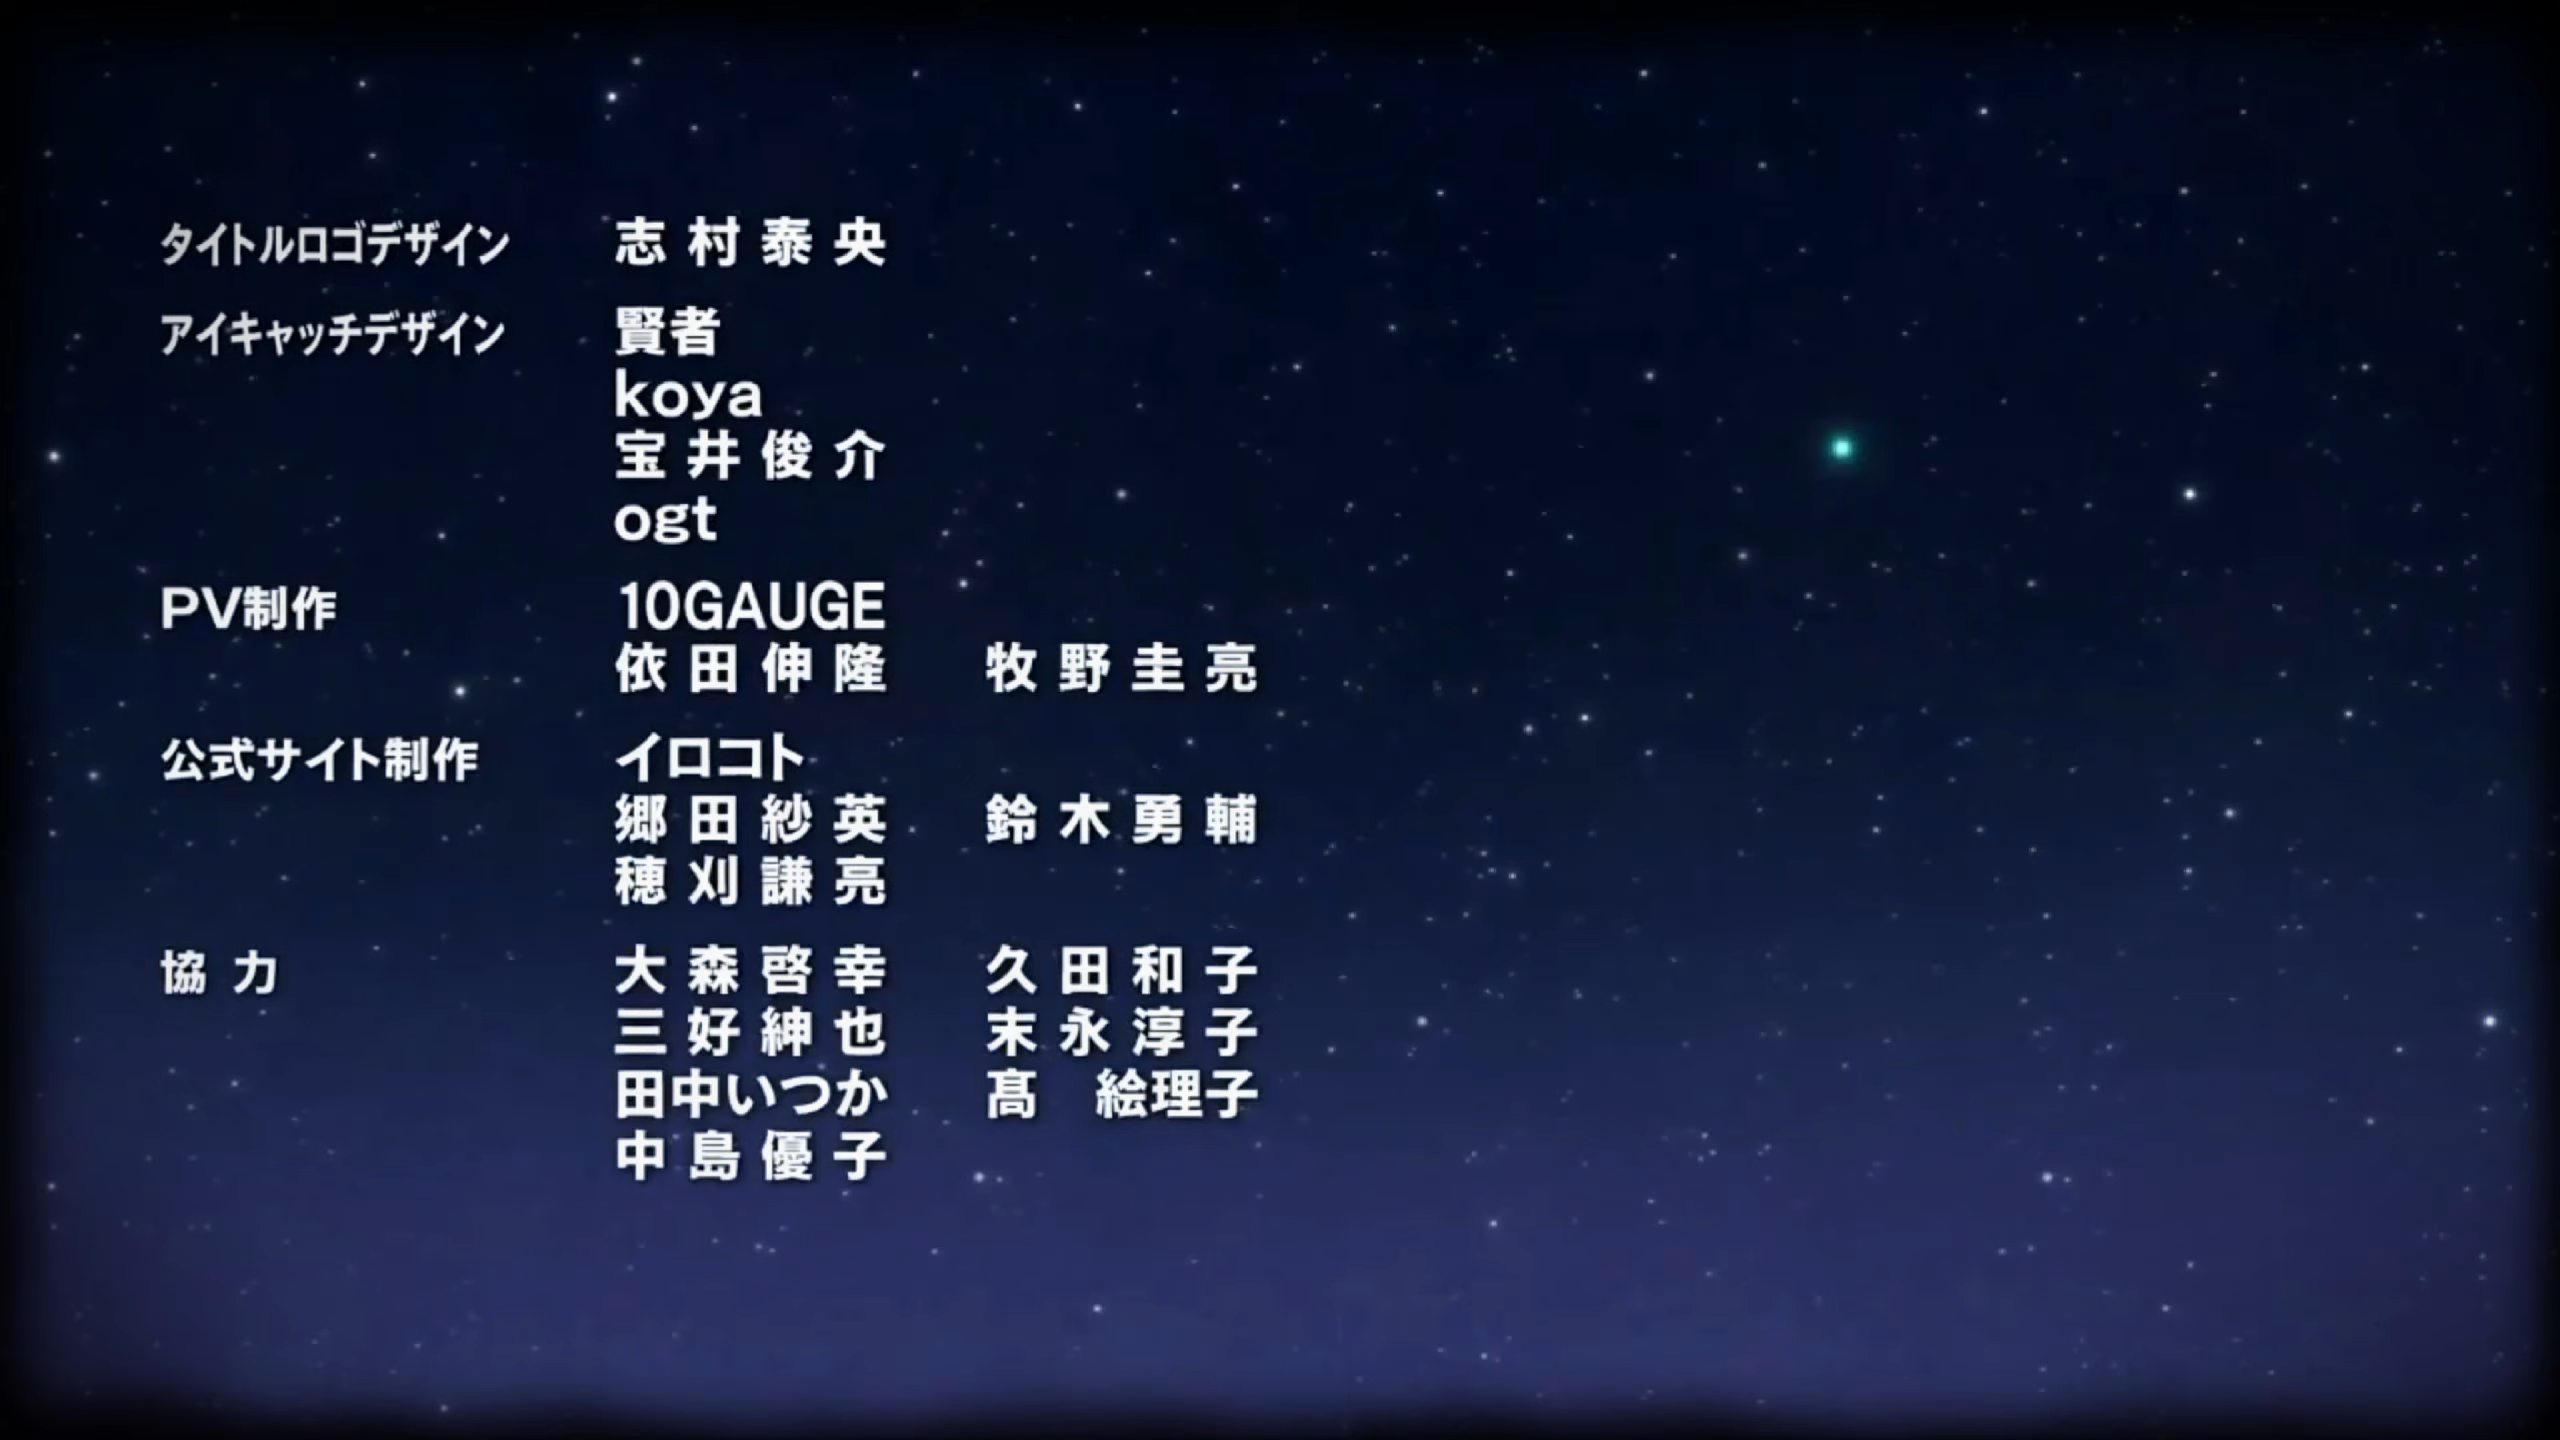 タイトルロゴデザイン 志村泰央
アイキャッチデザイン 賢者
koya
宝井俊介
ogt
PV制作 10GAUGE
依田伸隆 牧野圭亮
公式サイト制作 イロコト
郷田紗英 鈴木勇輔
穂刈謙亮
協力 大森啓幸 久田和子
三好紳也 末永淳子
田中いつか 髙 絵理子
中島優子